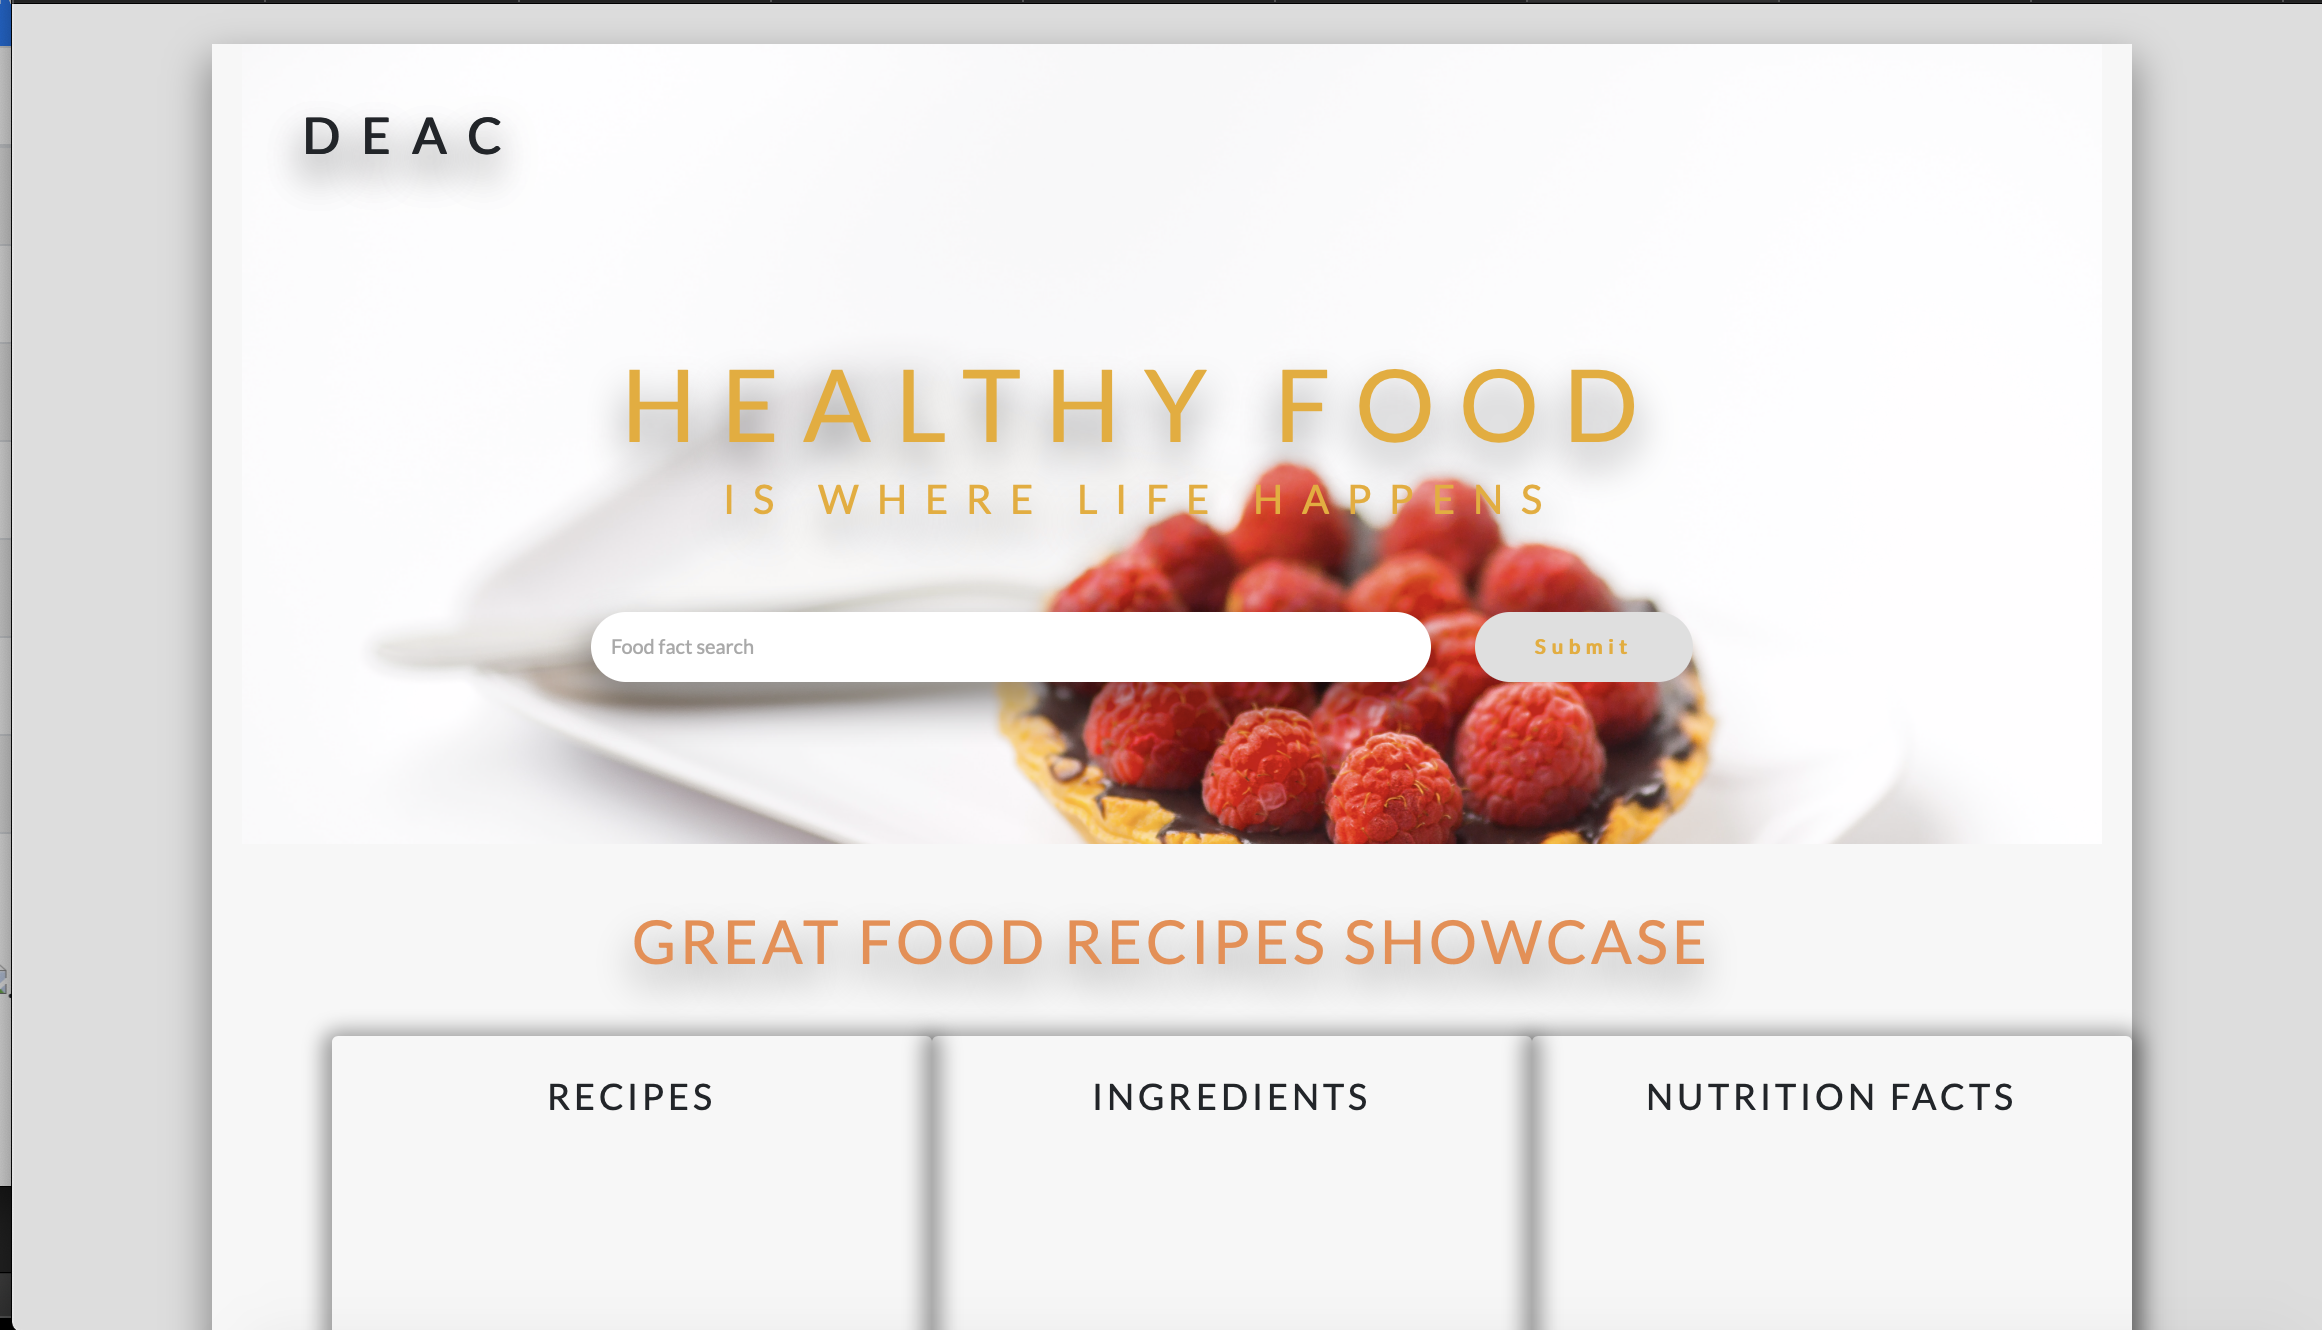 DEAC
HEALTHY FOOD
IS WHERE LIFE HAPPENS
Food fact search
Submit
GREAT FOOD RECIPES SHOWCASE
RECIPES
INGREDIENTS
NUTRITION FACTS